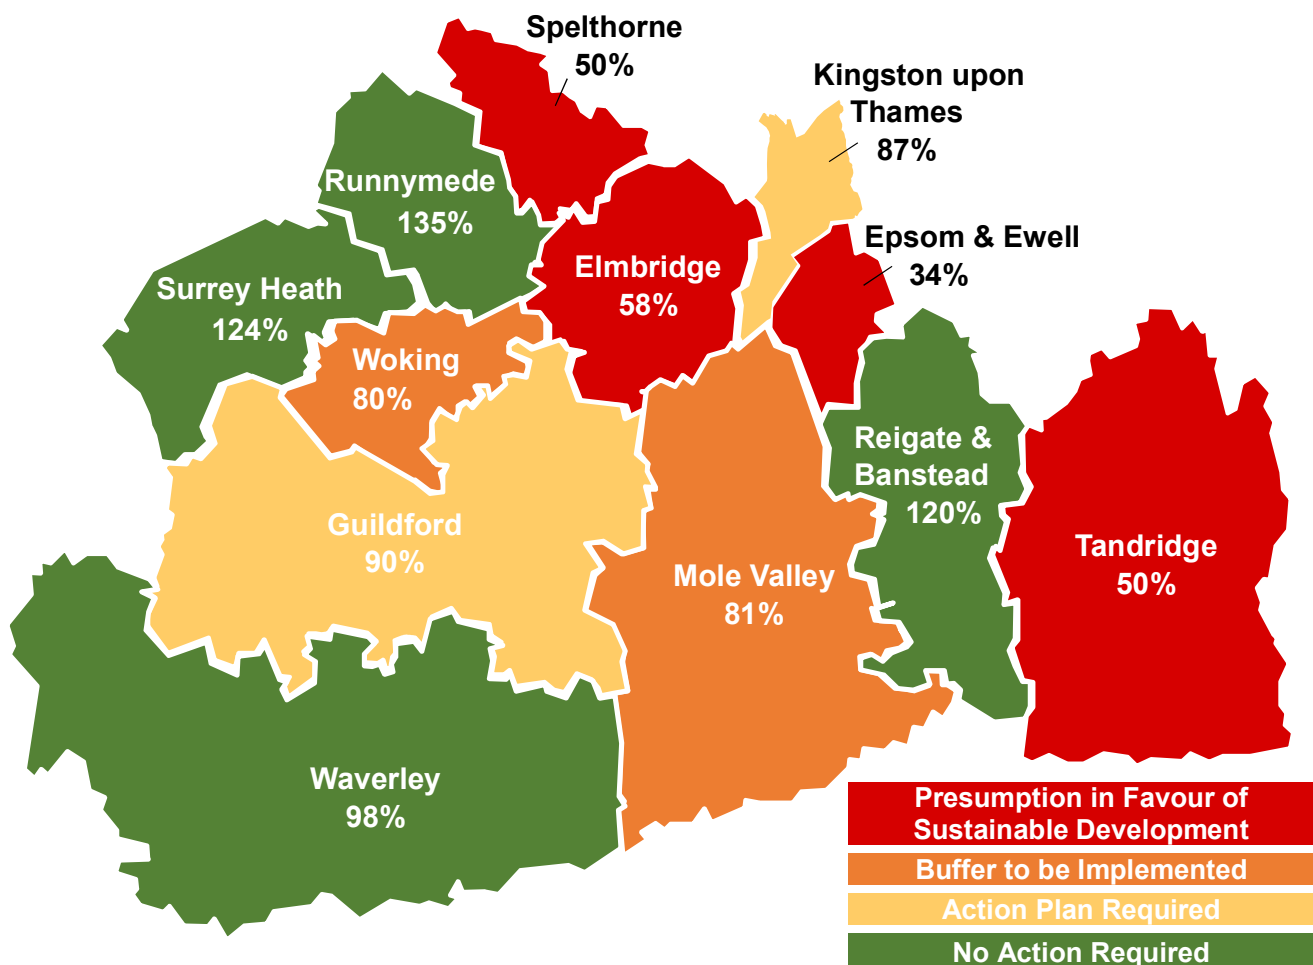 Spelthorne
50%
Kingston upon
Thames
87%
Runnymede
135%
Epsom & Ewell
34%
Elmbridge
58%
Surrey Heath
124%
Woking
80%
Reigate &
Banstead
120%
Guildford
90%
Mole Valley
81%
Tandridge
50%
Waverley
98%
Presumption in Favour of
Sustainable Development
Buffer to be Implemented
Action Plan Required
No Action Required